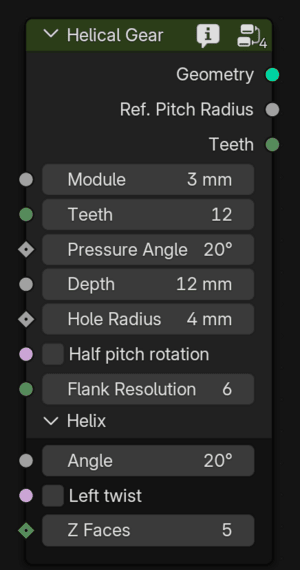 Helical Gear 4
Geometry
Ref. Pitch Radius
Teeth
Module 3 mm
Teeth 12
Pressure Angle 20°
Depth 12 mm
Hole Radius 4 mm
Half pitch rotation
Flank Resolution 6
Helix
Angle 20°
Left twist
Z Faces 5